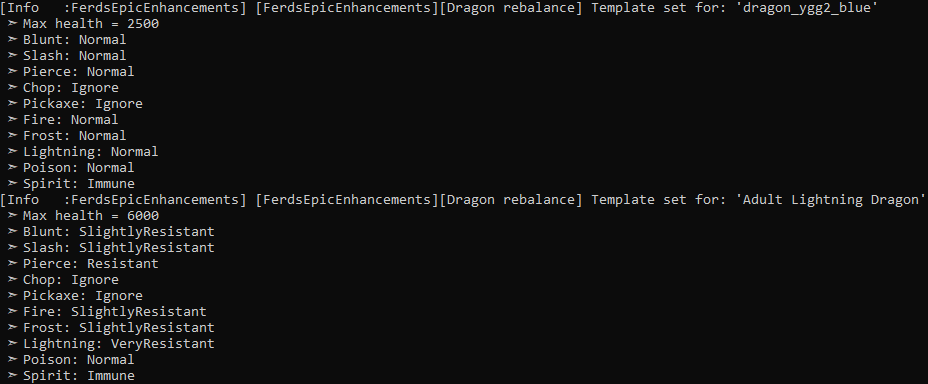 [Info   :FerdsEpicEnhancements] [FerdsEpicEnhancements][Dragon rebalance] Template set for: 'dragon_ygg2_blue'
➣ Max health = 2500
➣ Blunt: Normal
➣ Slash: Normal
➣ Pierce: Normal
➣ Chop: Ignore
➣ Pickaxe: Ignore
➣ Fire: Normal
➣ Frost: Normal
➣ Lightning: Normal
➣ Poison: Normal
➣ Spirit: Immune
[Info   :FerdsEpicEnhancements] [FerdsEpicEnhancements][Dragon rebalance] Template set for: 'Adult Lightning Dragon'
➣ Max health = 6000
➣ Blunt: SlightlyResistant
➣ Slash: SlightlyResistant
➣ Pierce: Resistant
➣ Chop: Ignore
➣ Pickaxe: Ignore
➣ Fire: SlightlyResistant
➣ Frost: SlightlyResistant
➣ Lightning: VeryResistant
➣ Poison: Normal
➣ Spirit: Immune